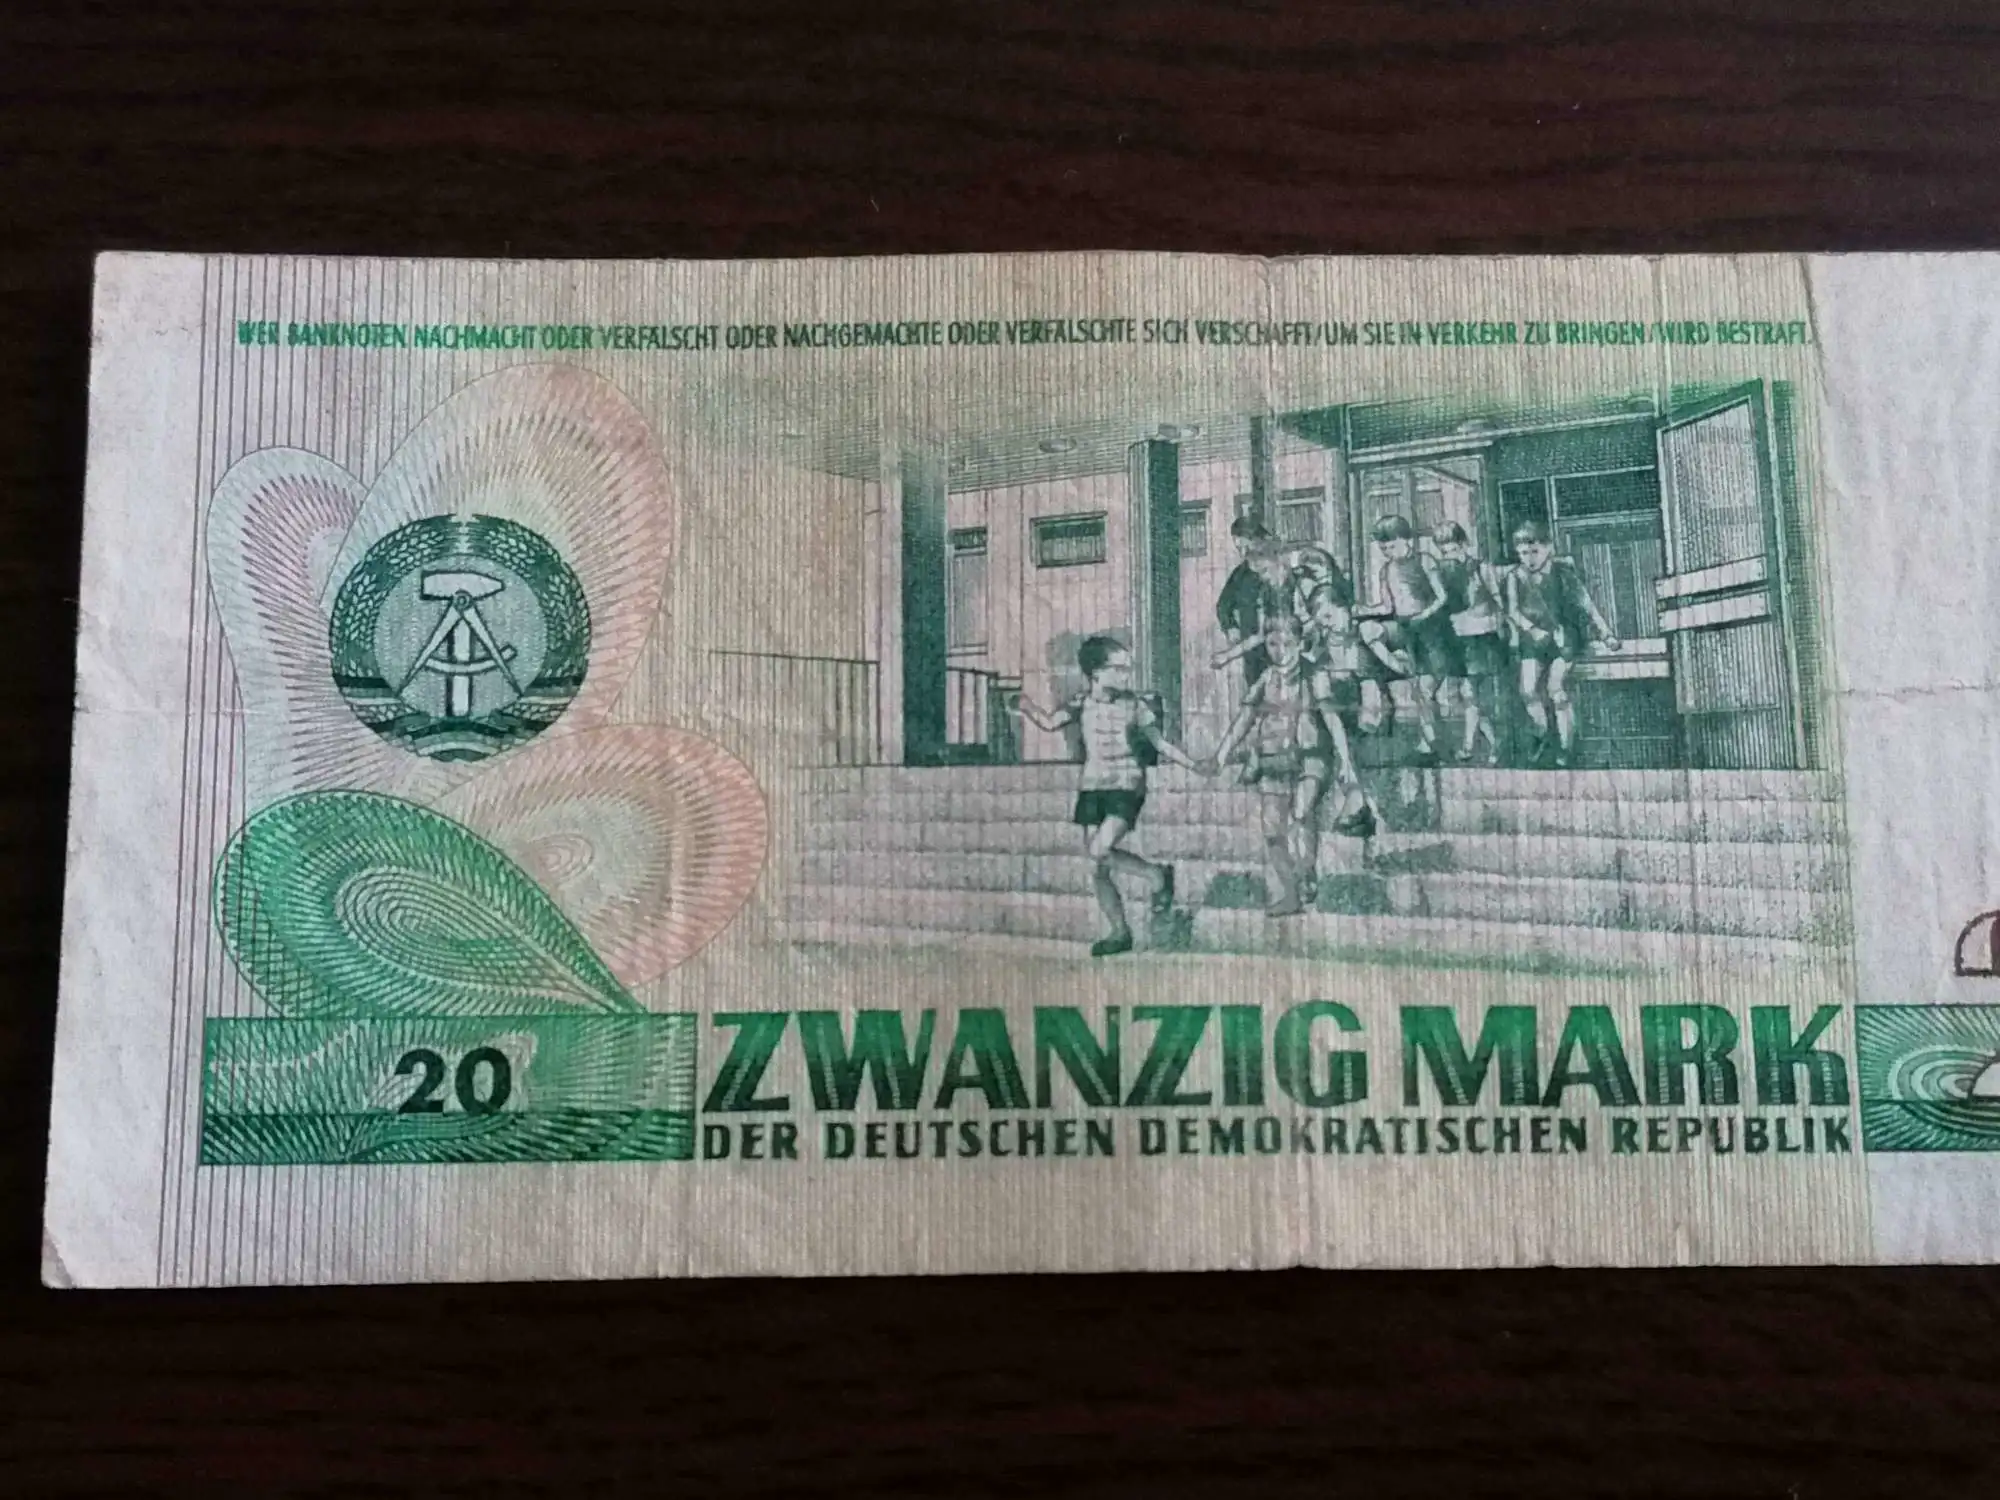 WER BANKNOTEN NACHMACHT ODER VERFÄLSCHT ODER NACHGEMACHTE ODER VERFÄLSCHTE SICH VERSCHAFFT/UM SIE IN VERKEHR ZU BRINGEN/WIRD BESTRAFT.
20
ZWANZIG MARK
DER DEUTSCHEN DEMOKRATISCHEN REPUBLIK